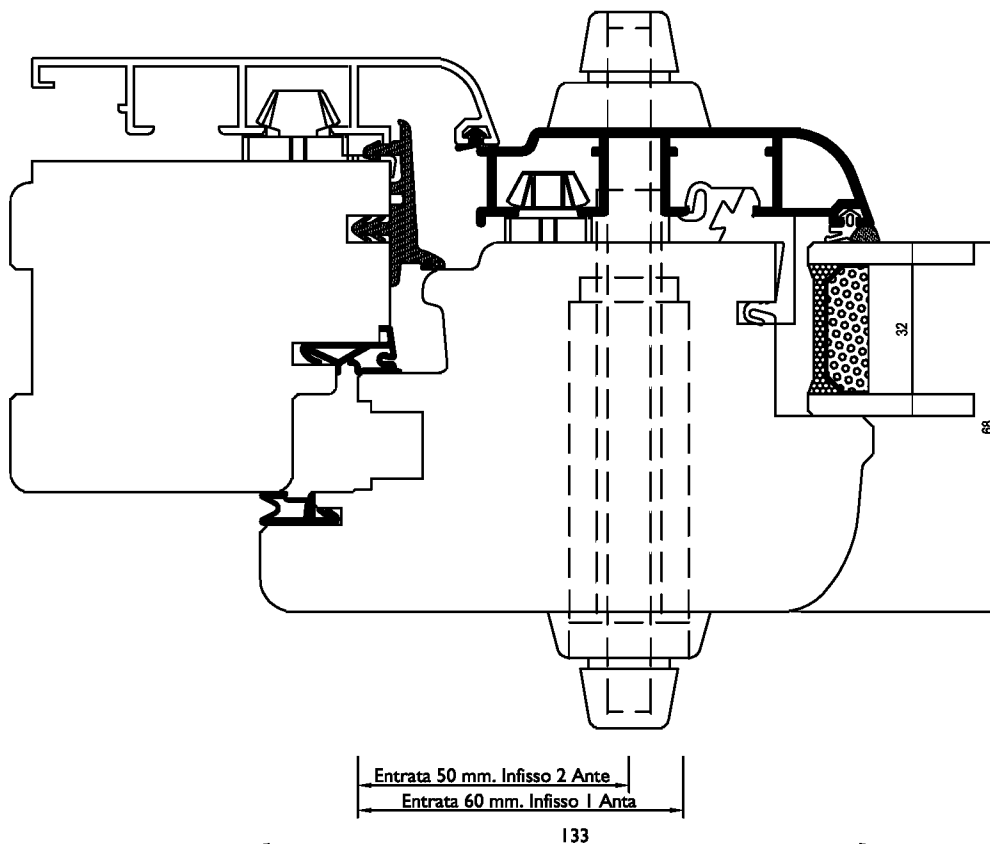 32
68
Entrata 50 mm. Infisso 2 Ante
Entrata 60 mm. Infisso 1 Anta
133